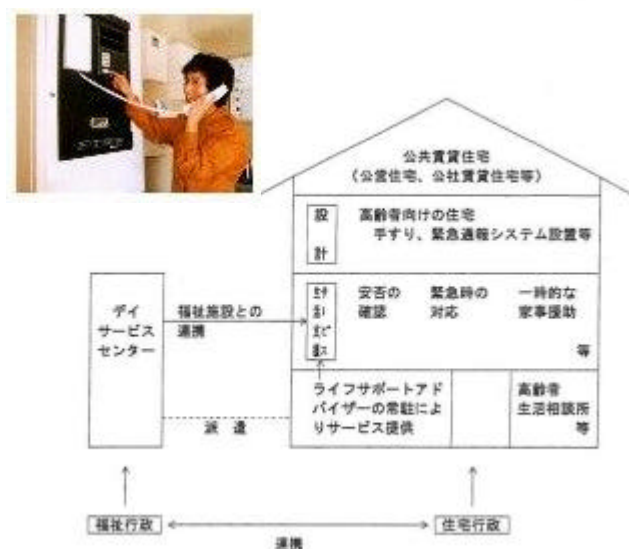 公共賃貸住宅
(公営住宅、公社賃貸住宅等)
設
計
高齢者向けの住宅
手すり、緊急通報システム設置等
デイ
サービス
センター
福祉施設との
連携
安否の
確認
緊急時の
対応
一時的な
家事援助
等
ライフサポートアド
バイザーの常駐によ
りサービス提供
高齢者
生活相談所
等
派遣
福祉行政
住宅行政
連携